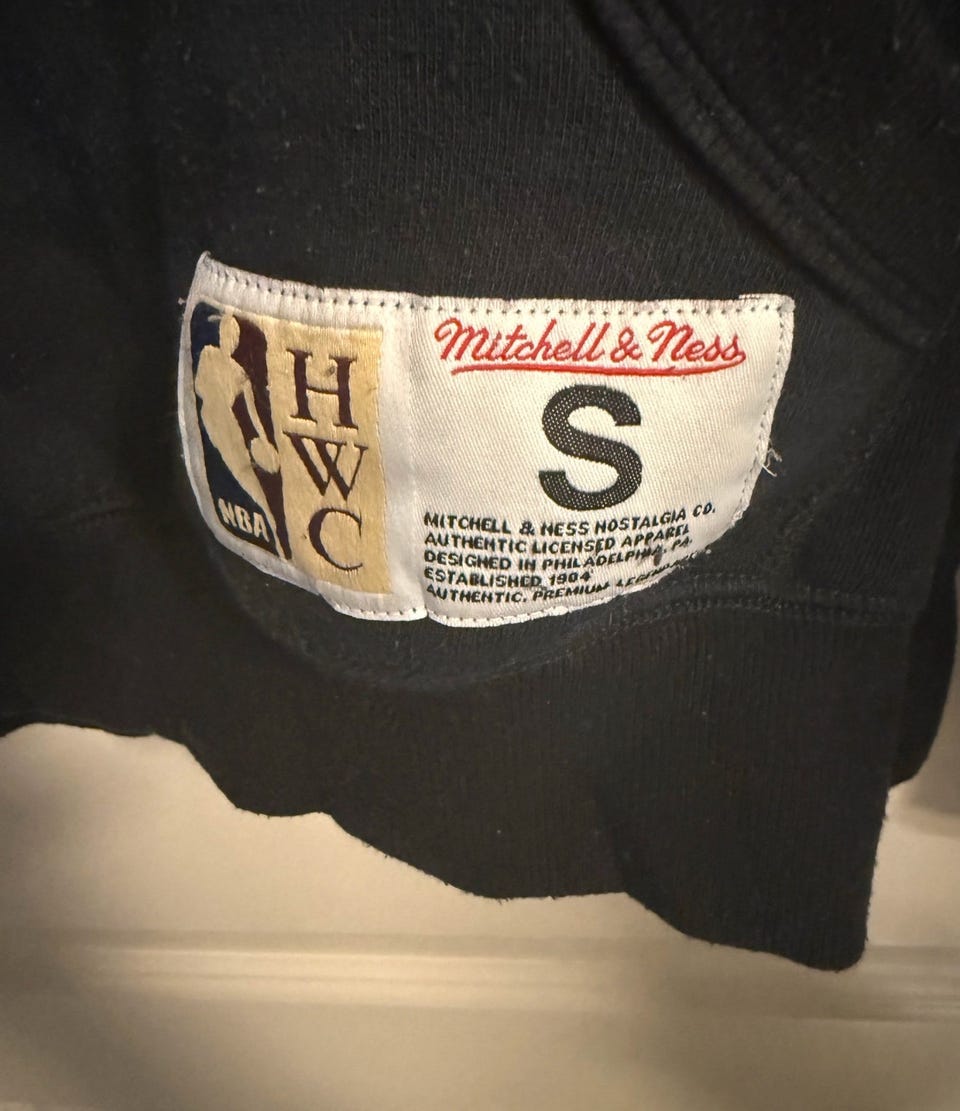 NBA
H
W
C
Mitchell & Ness
S
MITCHELL & NESS NOSTALGIA CO.
AUTHENTIC LICENSED APPAREL
DESIGNED IN PHILADELPHIA, PA.
ESTABLISHED 1904
AUTHENTIC. PREMIUM